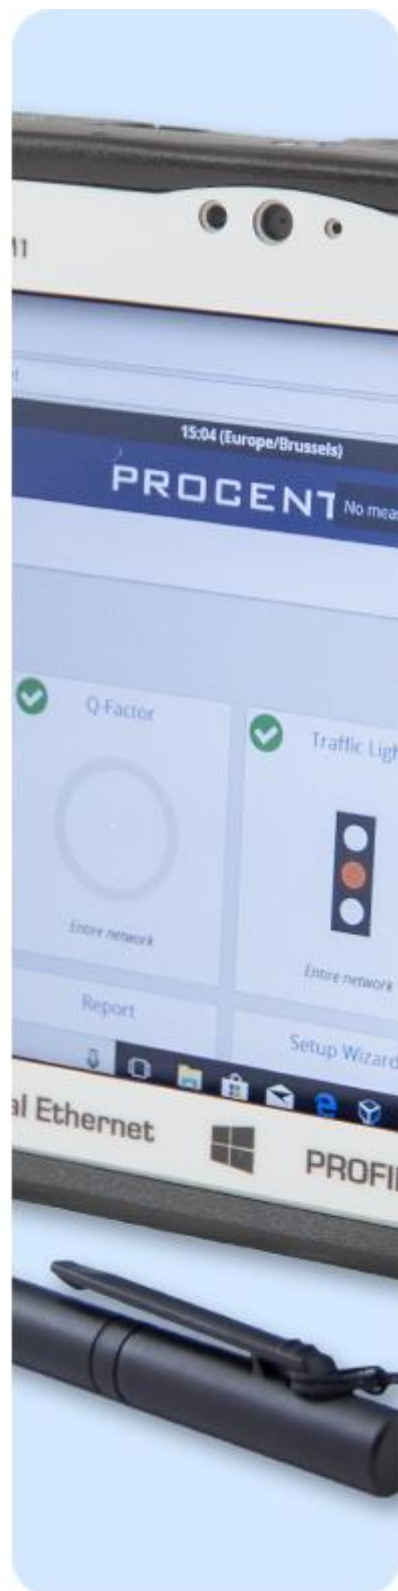 15:04 (Europe/Brussels)
PROCENT
No meas
Q-Factor
Traffic Ligh
Entire network
Entire network
Report
Setup Wizard
al Ethernet
PROFI